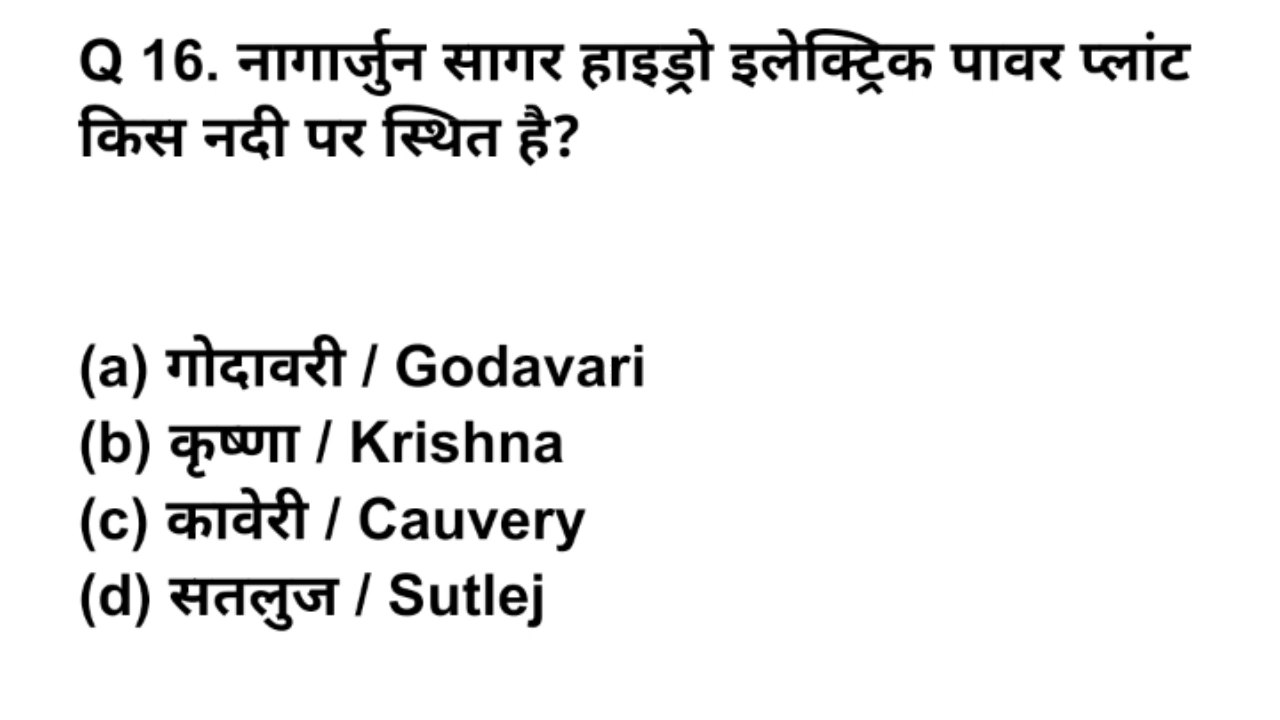 Q 16. नागार्जुन सागर हाइड्रो इलेक्ट्रिक पावर प्लांट
किस नदी पर स्थित है?
(a) गोदावरी / Godavari
(b) कृष्णा / Krishna
(c) कावेरी / Cauvery
(d) सतलुज / Sutlej